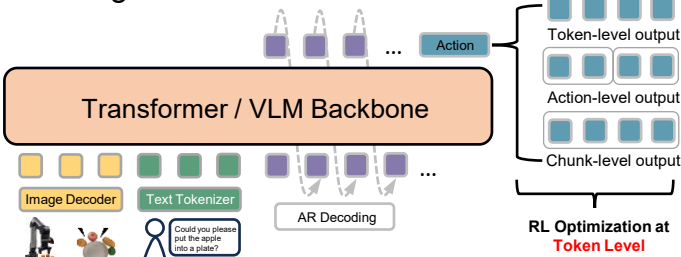 ...
Action
Token-level output
Transformer / VLM Backbone
Action-level output
Chunk-level output
...
Image Decoder
Text Tokenizer
AR Decoding
Could you please
put the apple
into a plate?
RL Optimization at
Token Level